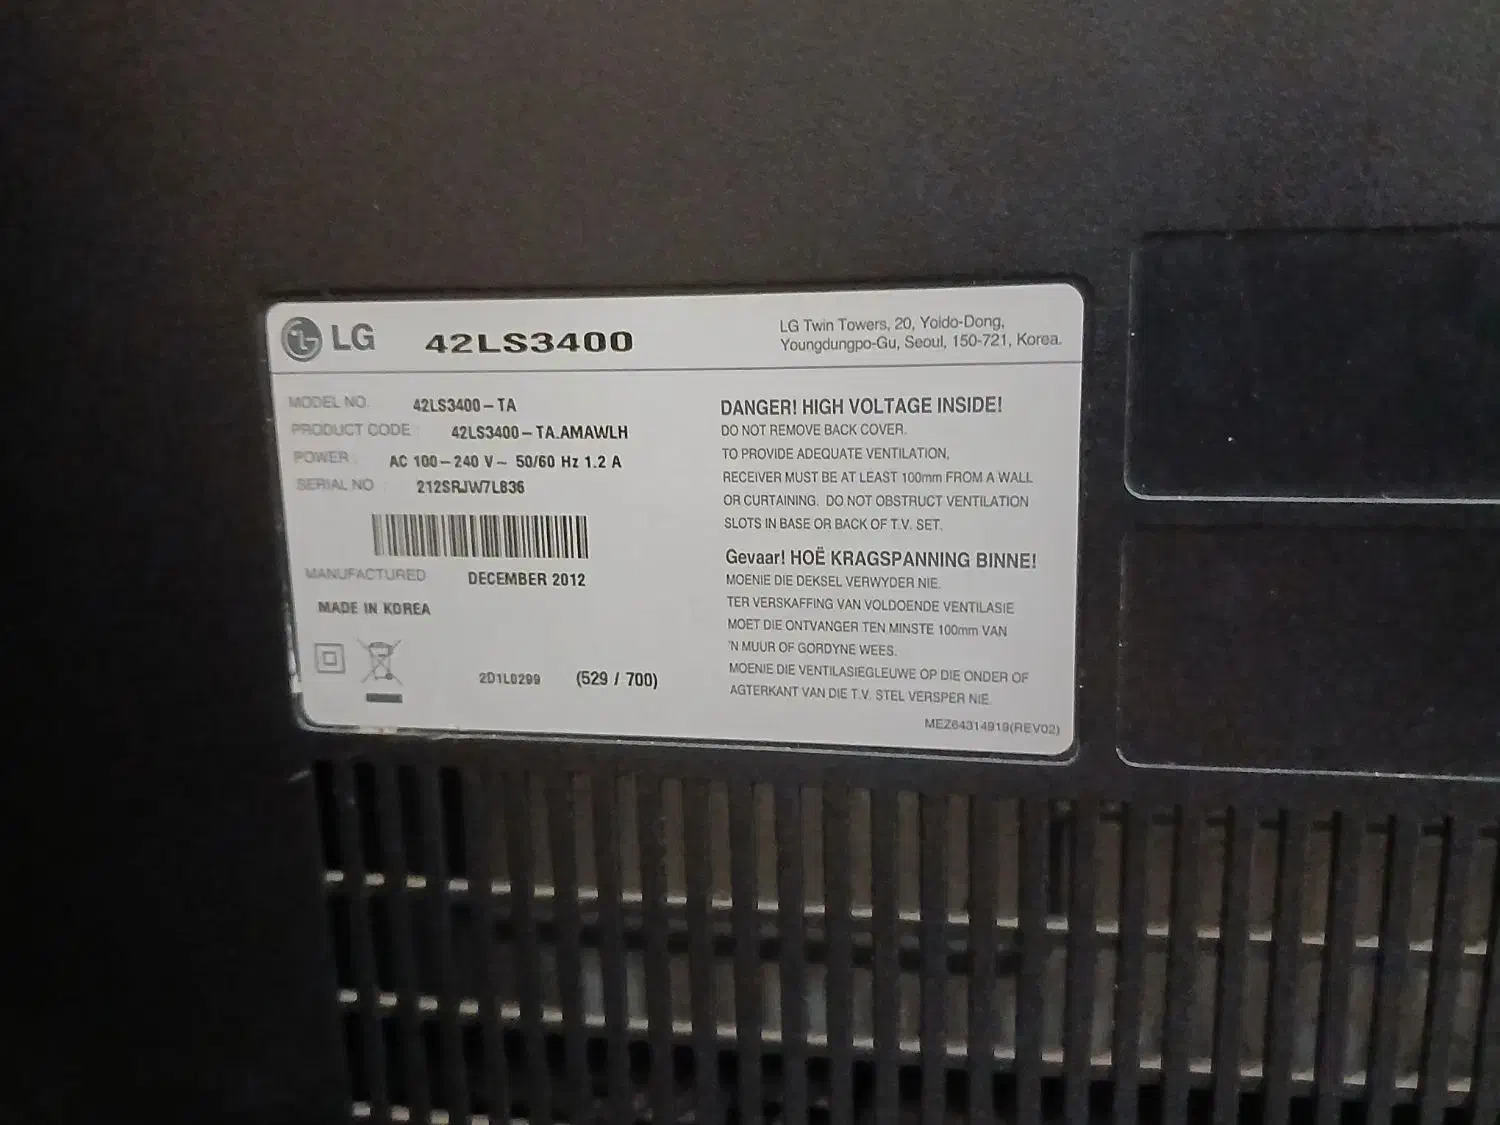 LG
42LS3400
LG Twin Towers, 20, Yoido-Dong,
Youngdungpo-Gu, Seoul, 150-721, Korea.
MODEL NO. 42LS3400-TA
PRODUCT CODE : 42LS3400-TA.AMAWLH
POWER : AC 100-240 V~ 50/60 Hz 1.2 A
SERIAL NO : 212SRJW7L836
MANUFACTURED DECEMBER 2012
MADE IN KOREA
2D1L0299 (529 / 700)
DANGER! HIGH VOLTAGE INSIDE!
DO NOT REMOVE BACK COVER.
TO PROVIDE ADEQUATE VENTILATION,
RECEIVER MUST BE AT LEAST 100mm FROM A WALL
OR CURTAINING. DO NOT OBSTRUCT VENTILATION
SLOTS IN BASE OR BACK OF T.V. SET.
Gevaar! HOË KRAGSPANNING BINNE!
MOENIE DIE DEKSEL VERWYDER NIE.
TER VERSKAFFING VAN VOLDOENDE VENTILASIE
MOET DIE ONTVANGER TEN MINSTE 100mm VAN
'N MUUR OF GORDYNE WEES.
MOENIE DIE VENTILASIEGLEUWE OP DIE ONDER OF
AGTERKANT VAN DIE T.V. STEL VERSPER NIE.
MEZ64314919(REV02)